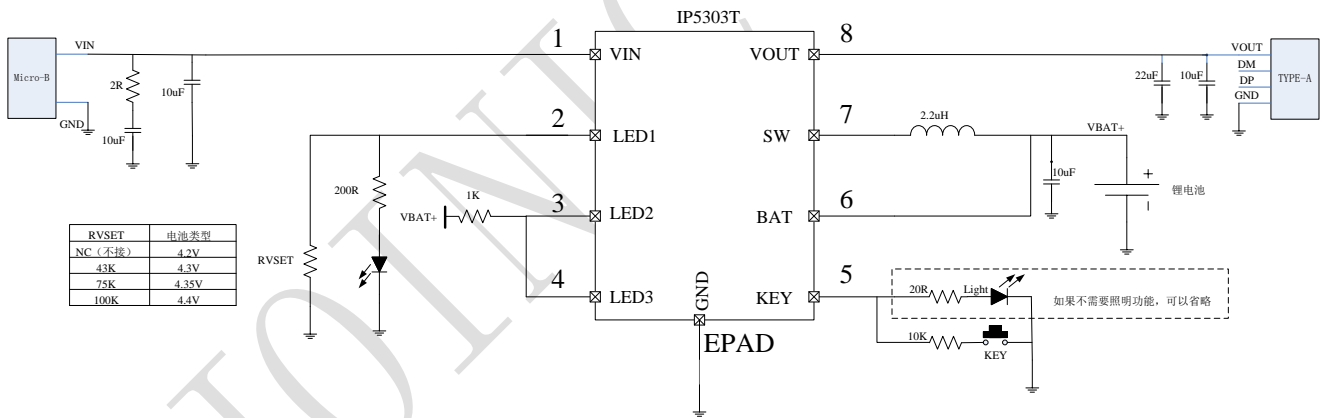 IP5303T
Micro-B
VIN
GND
2R
10uF
10uF
1
VIN
2
LED1
3
LED2
4
LED3
GND
EPAD
8
VOUT
7
SW
6
BAT
5
KEY
200R
RVSET
VBAT+
1K
RVSET 电池类型
NC（不接） 4.2V
43K 4.3V
75K 4.35V
100K 4.4V
22uF
10uF
VOUT
DM
DP
GND
TYPE-A
2.2uH
VBAT+
10uF
锂电池
20R
Light
如果不需要照明功能，可以省略
10K
KEY